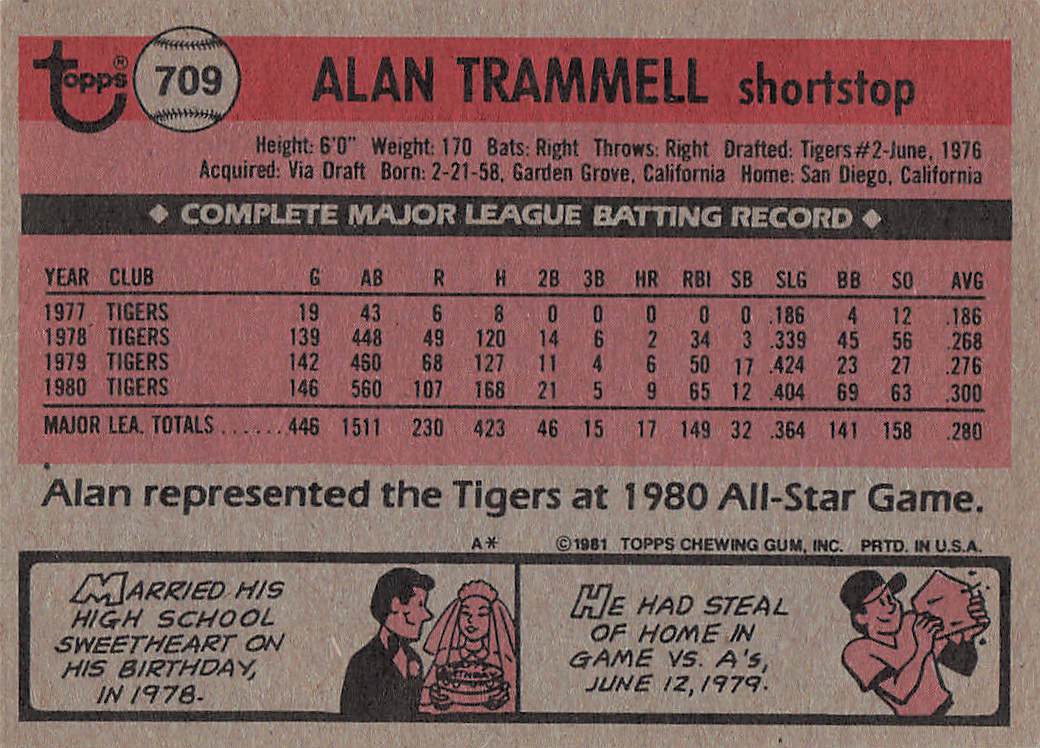 Topps® 709 ALAN TRAMMELL shortstop
Height: 6'0" Weight: 170 Bats: Right Throws: Right Drafted: Tigers #2-June, 1976
Acquired: Via Draft Born: 2-21-58, Garden Grove, California Home: San Diego, California
◆ COMPLETE MAJOR LEAGUE BATTING RECORD ◆
YEAR CLUB G AB R H 2B 3B HR RBI SB SLG BB SO AVG
1977 TIGERS 19 43 6 8 0 0 0 0 0 .186 4 12 .186
1978 TIGERS 139 448 49 120 14 6 2 34 3 .339 45 56 .268
1979 TIGERS 142 460 68 127 11 4 6 50 17 .424 23 27 .276
1980 TIGERS 146 560 107 168 21 5 9 65 12 .404 69 63 .300
MAJOR LEA. TOTALS ......446 1511 230 423 46 15 17 149 32 .364 141 158 .280
Alan represented the Tigers at 1980 All-Star Game.
A* ©1981 TOPPS CHEWING GUM, INC. PRTD. IN U.S.A.
MARRIED HIS
HIGH SCHOOL
SWEETHEART ON
HIS BIRTHDAY,
IN 1978.
HE HAD STEAL
OF HOME IN
GAME VS. A's,
JUNE 12, 1979.